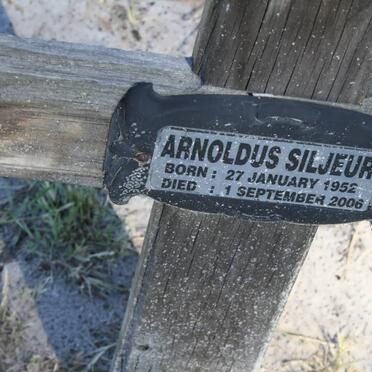 ARNOLDUS SILJEUR
BORN : 27 JANUARY 1952
DIED : 1 SEPTEMBER 2006